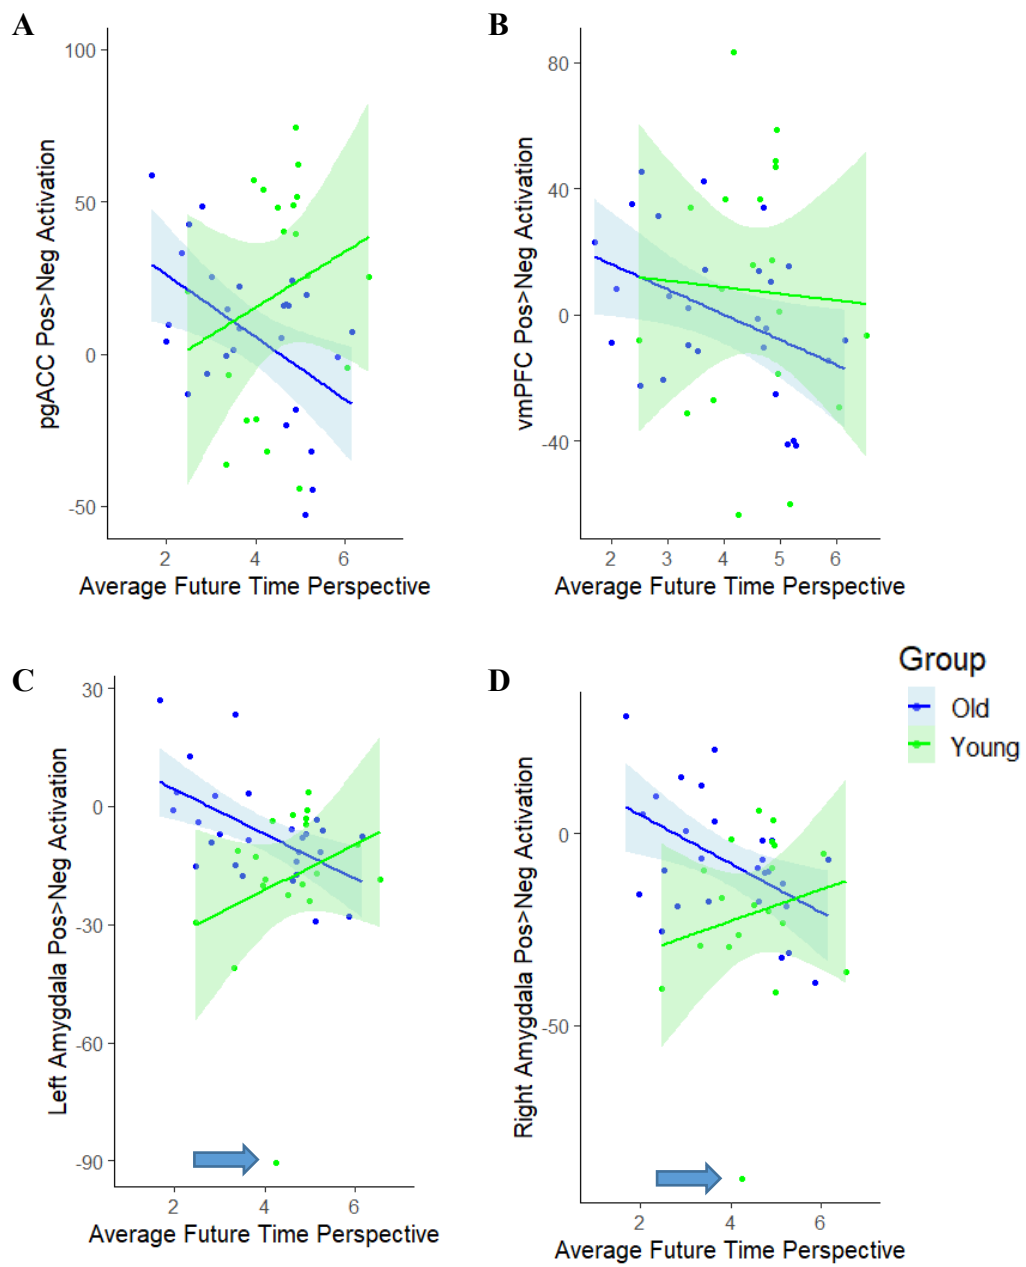 A
pgACC Pos>Neg Activation
100
50
0
-50
2 4 6
Average Future Time Perspective
B
vmPFC Pos>Neg Activation
80
40
0
-40
2 3 4 5 6
Average Future Time Perspective
C
Left Amygdala Pos>Neg Activation
30
0
-30
-60
-90
2 4 6
Average Future Time Perspective
D
Right Amygdala Pos>Neg Activation
0
-50
2 4 6
Average Future Time Perspective
Group
Old
Young